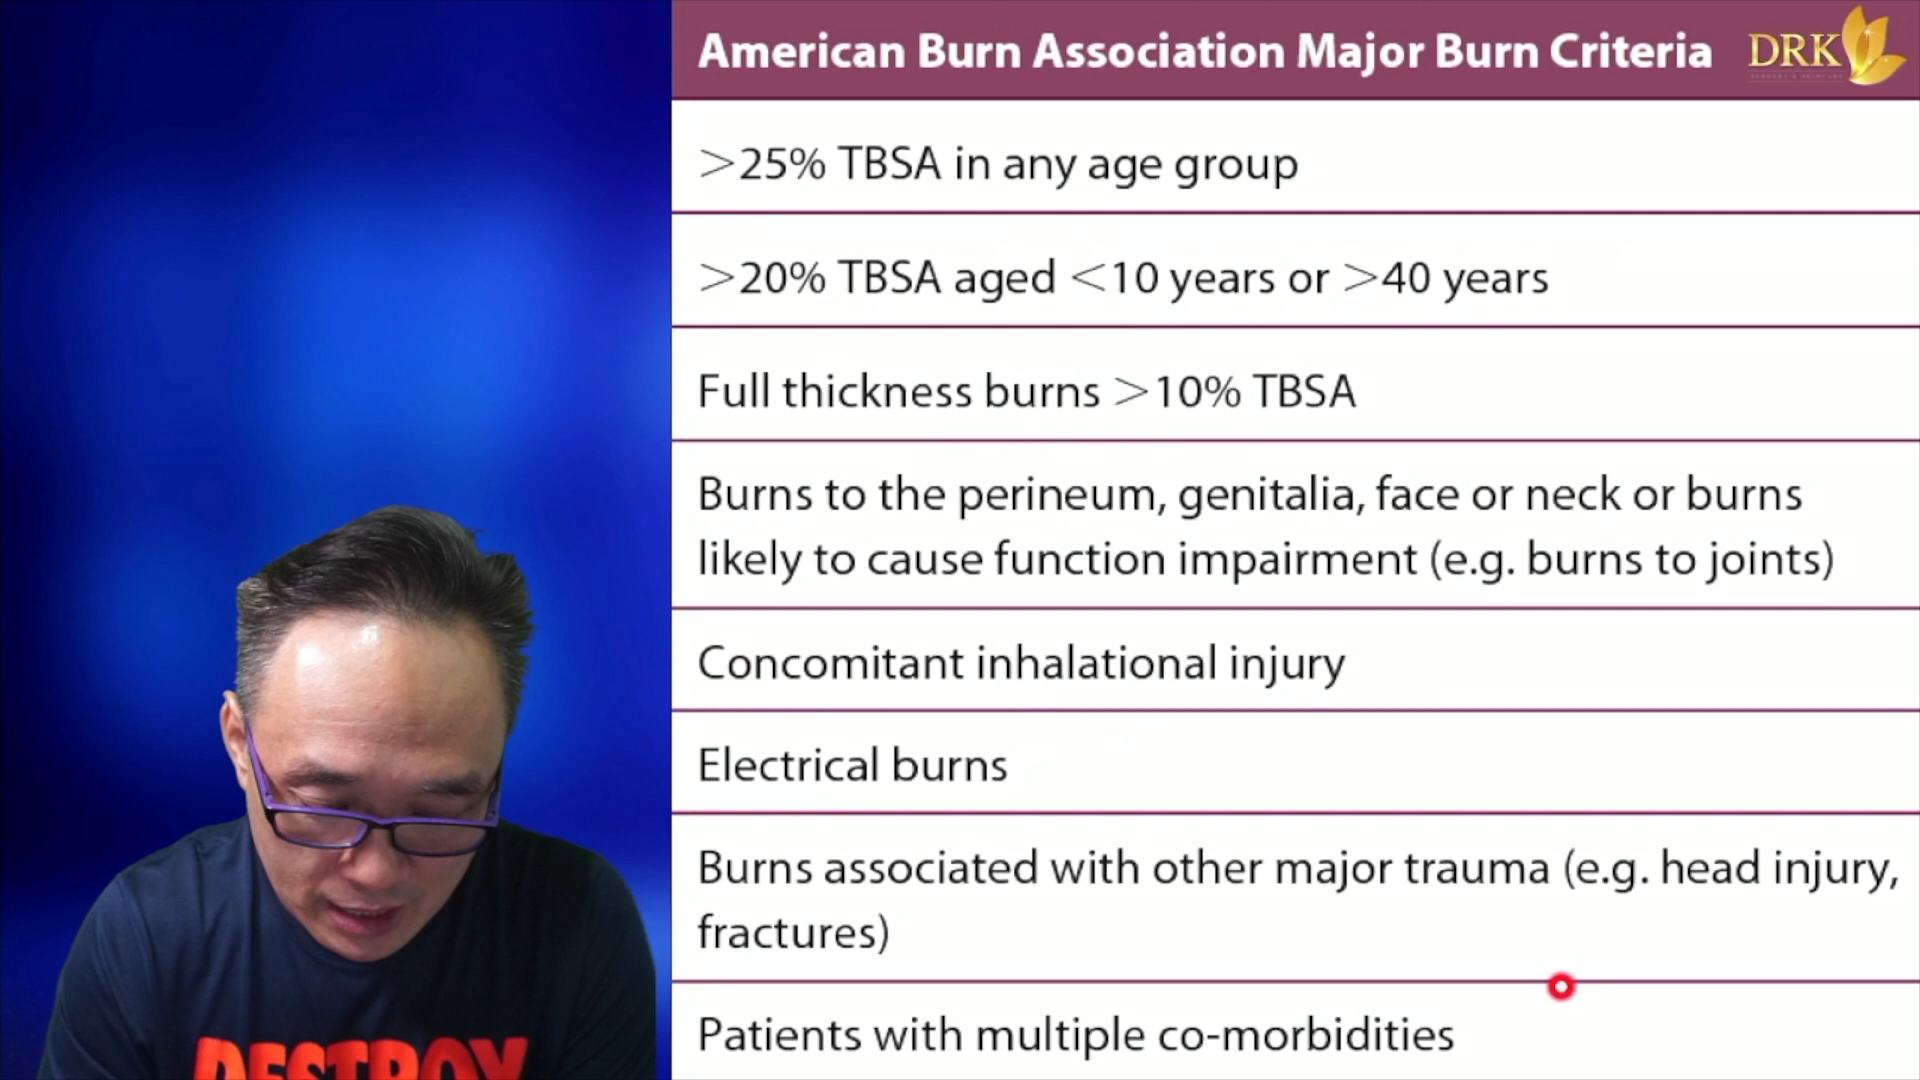 American Burn Association Major Burn Criteria
DRK
>25% TBSA in any age group
>20% TBSA aged <10 years or >40 years
Full thickness burns >10% TBSA
Burns to the perineum, genitalia, face or neck or burns
likely to cause function impairment (e.g. burns to joints)
Concomitant inhalational injury
Electrical burns
Burns associated with other major trauma (e.g. head injury,
fractures)
Patients with multiple co-morbidities
DESTROY